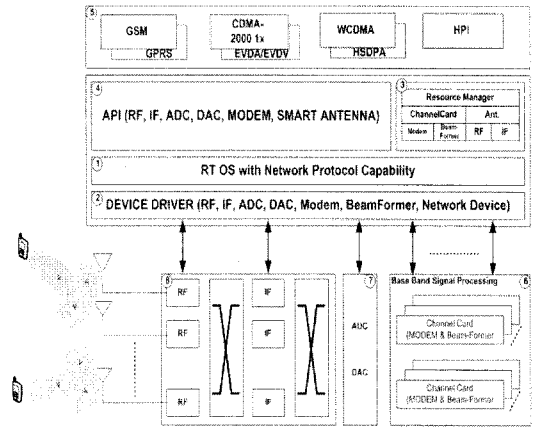 5
GSM
GPRS
CDMA-
2000 1x
EVDA/EVDV
WCDMA
HSDPA
HPI
4
API (RF, IF, ADC, DAC, MODEM, SMART ANTENNA)
3
Resource Manager
ChannelCard
Ant.
Modem
Beam-
Former
RF
IF
1
RT OS with Network Protocol Capability
2
DEVICE DRIVER (RF, IF, ADC, DAC, Modem, BeamFormer, Network Device)
8
RF
IF
RF
IF
RF
IF
7
ADC
DAC
Base Band Signal Processing
6
Channel Card
(MODEM & Beam-Former
Channel Card
(MODEM & Beam-Former